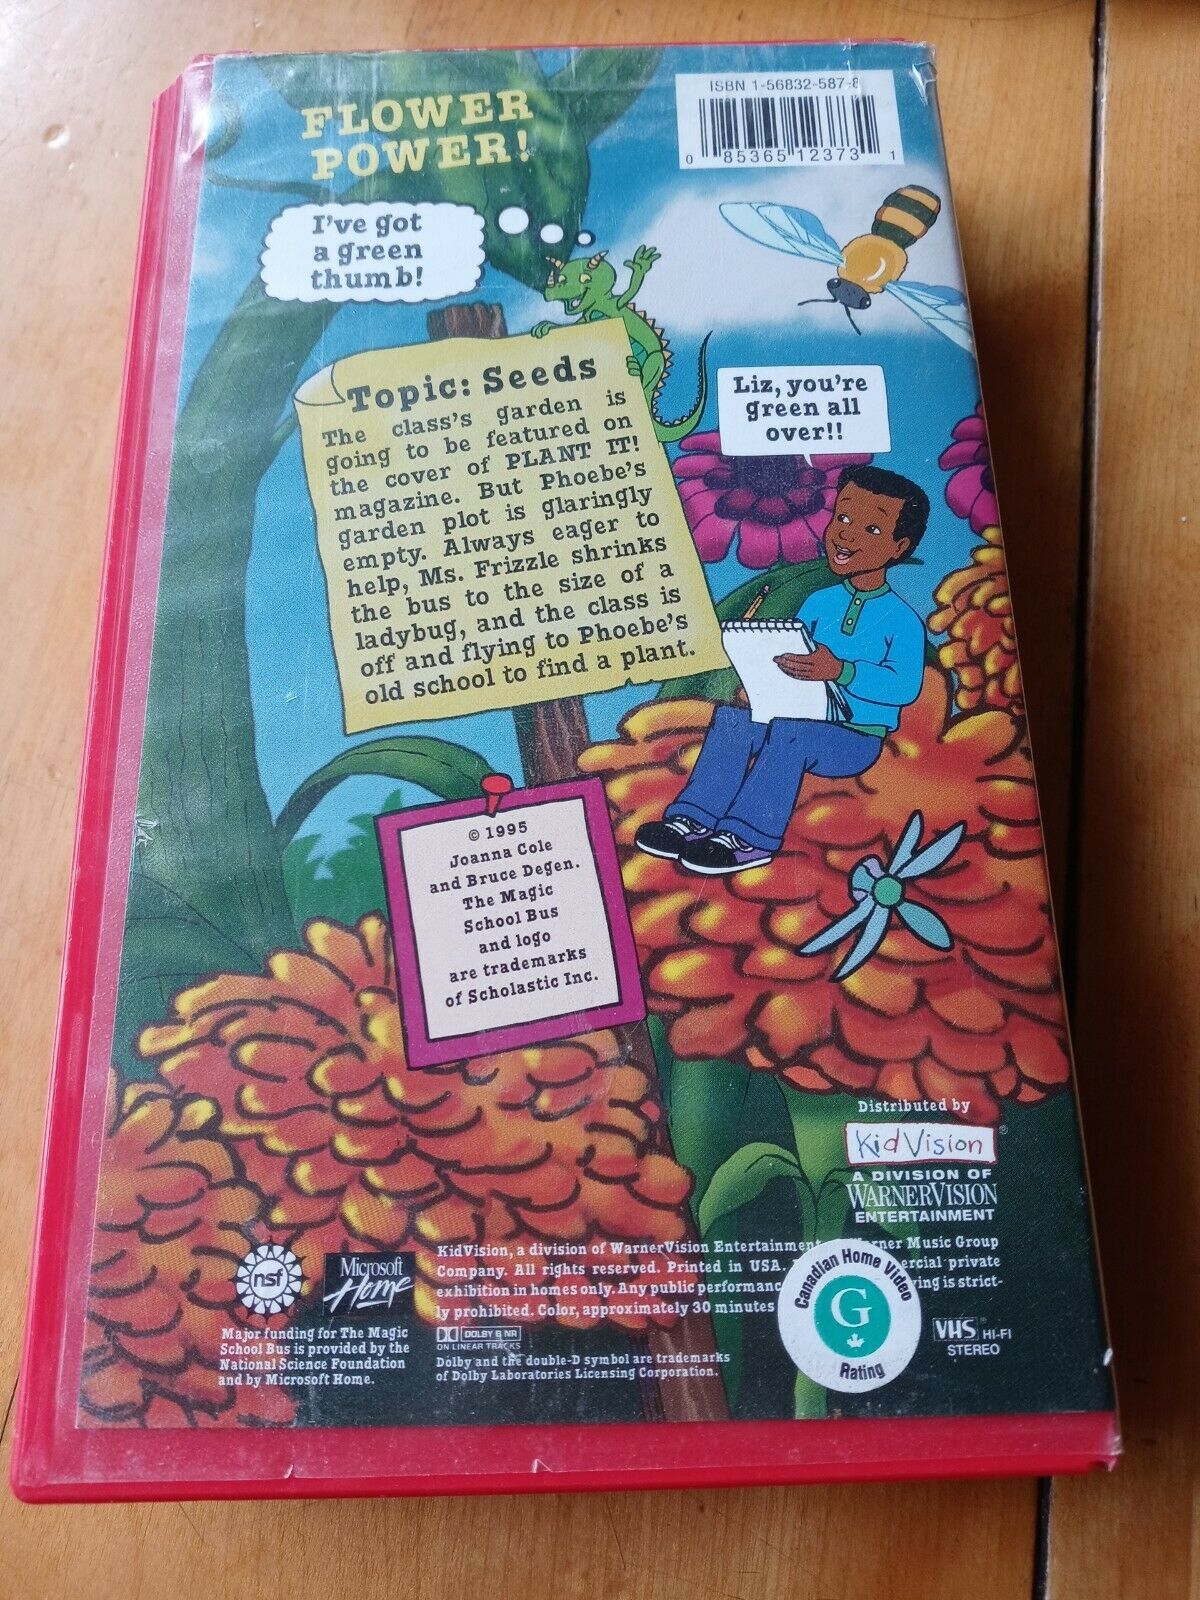 FLOWER
POWER!
ISBN 1-56832-587-8
0 85365 12373 1
I've got
a green
thumb!
Liz, you're
green all
over!!
Topic: Seeds
The class's garden is
going to be featured on
the cover of PLANT IT!
magazine. But Phoebe's
garden plot is glaringly
empty. Always eager to
help, Ms. Frizzle shrinks
the bus to the size of a
ladybug, and the class is
off and flying to Phoebe's
old school to find a plant.
© 1995
Joanna Cole
and Bruce Degen.
The Magic
School Bus
and logo
are trademarks
of Scholastic Inc.
Distributed by
KidVision®
A DIVISION OF
WARNERVISION
ENTERTAINMENT
nsf
Microsoft
Home
Major funding for The Magic
School Bus is provided by the
National Science Foundation
and by Microsoft Home.
KidVision, a division of WarnerVision Entertainment Warner Music Group
Company. All rights reserved. Printed in USA. private
exhibition in homes only. Any public performance is strict-
ly prohibited. Color, approximately 30 minutes
DOLBY B NR
ON LINEAR TRACKS
Dolby and the double-D symbol are trademarks
of Dolby Laboratories Licensing Corporation.
Canadian Home Video
G
Rating
VHS® HI-FI
STEREO